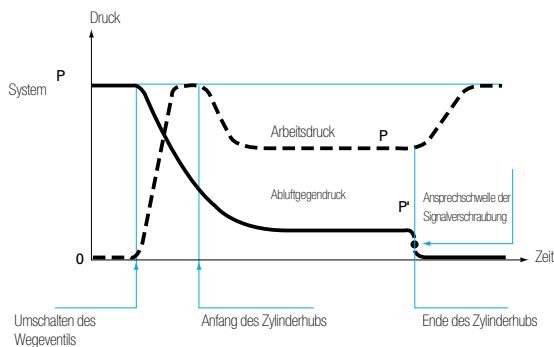 Druck
P
System
Arbeitsdruck
P
Abluftgegendruck
P'
Ansprechschwelle der
Signalverschraubung
0
Zeit
Umschalten des
Wegeventils
Anfang des Zylinderhubs
Ende des Zylinderhubs